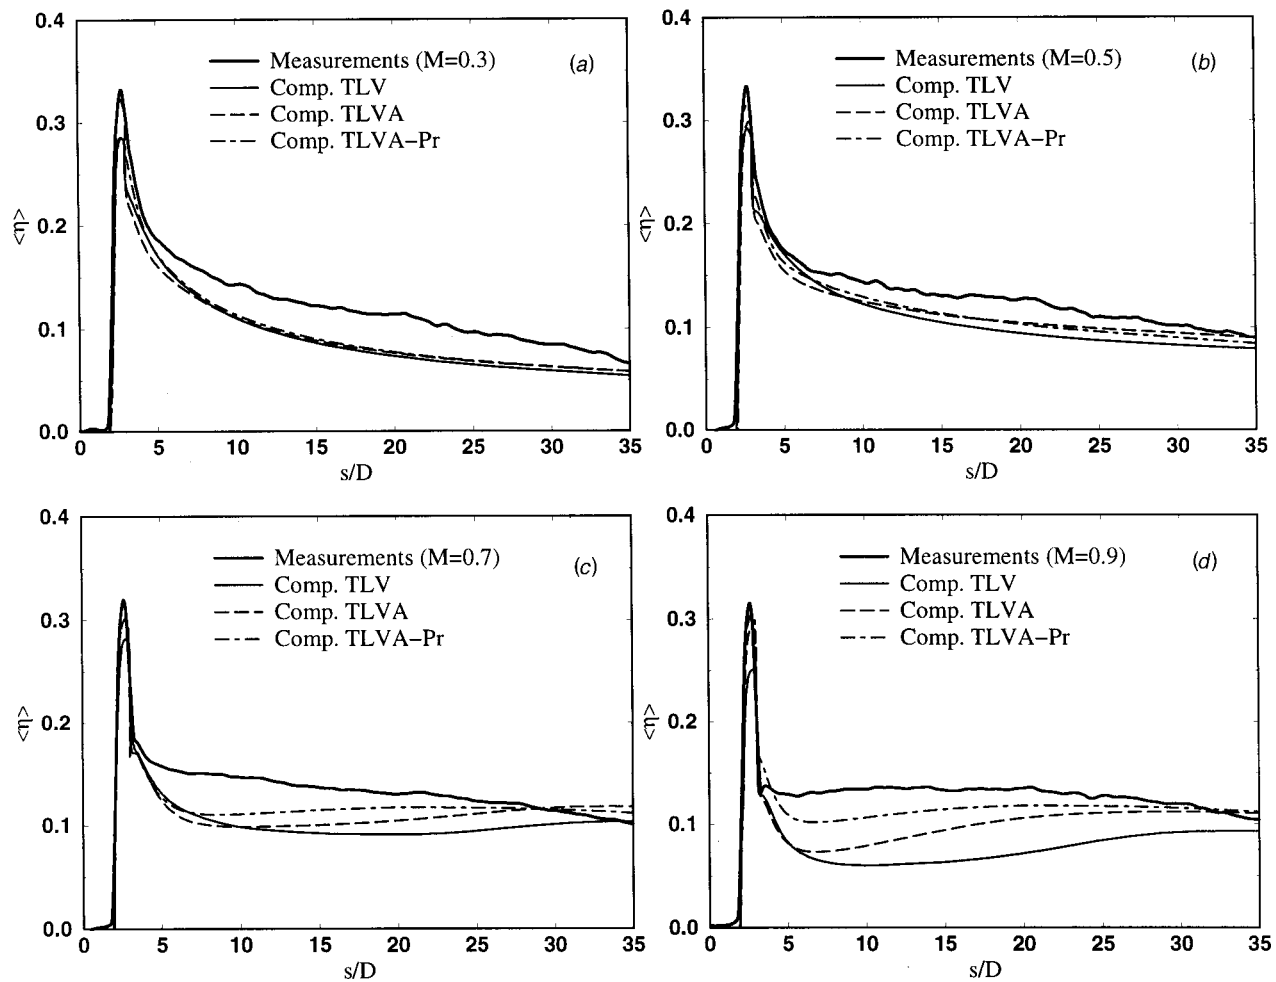 0.4
Measurements (M=0.3)
(a)
Comp. TLV
Comp. TLVA
Comp. TLVA-Pr
0.3
0.2
0.1
0.0
<η>
0 5 10 15 20 25 30 35
s/D
0.4
Measurements (M=0.5)
(b)
Comp. TLV
Comp. TLVA
Comp. TLVA-Pr
0.3
0.2
0.1
0.0
<η>
0 5 10 15 20 25 30 35
s/D
0.4
Measurements (M=0.7)
(c)
Comp. TLV
Comp. TLVA
Comp. TLVA-Pr
0.3
0.2
0.1
0.0
<η>
0 5 10 15 20 25 30 35
s/D
0.4
Measurements (M=0.9)
(d)
Comp. TLV
Comp. TLVA
Comp. TLVA-Pr
0.3
0.2
0.1
0.0
<η>
0 5 10 15 20 25 30 35
s/D